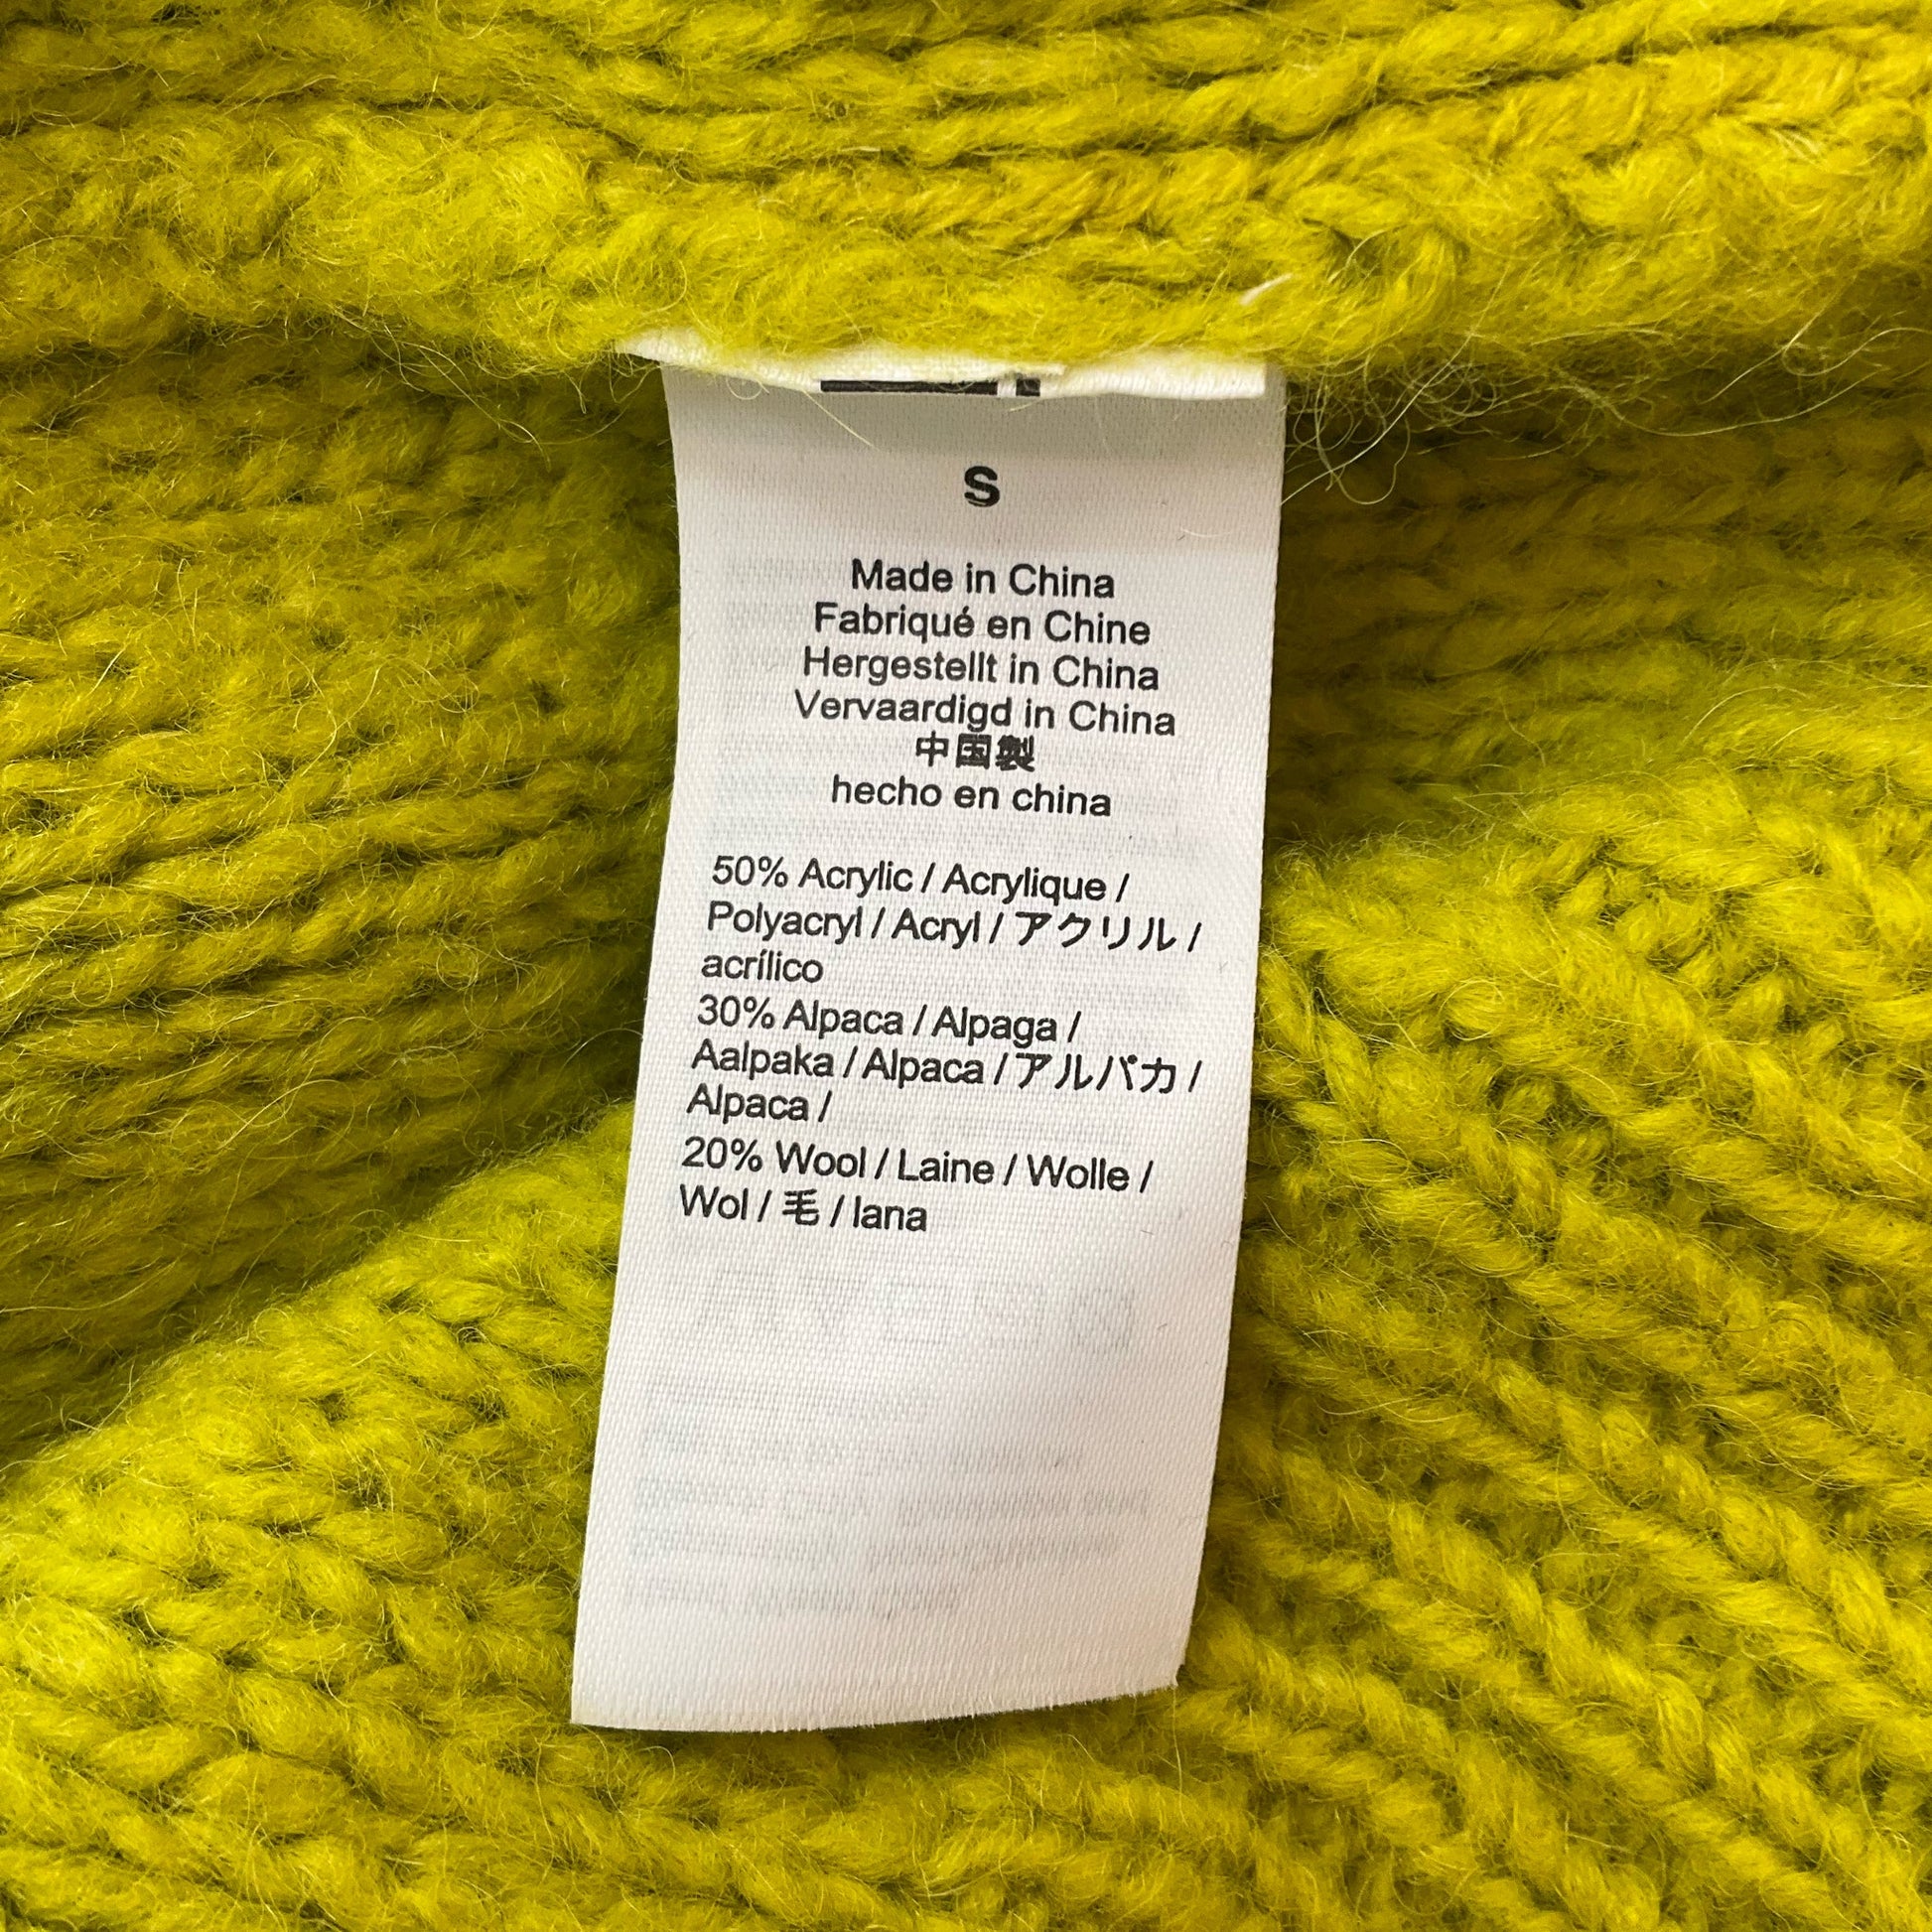 S
Made in China
Fabriqué en Chine
Hergestellt in China
Vervaardigd in China
中国製
hecho en china
50% Acrylic / Acrylique /
Polyacryl / Acryl / アクリル /
acrílico
30% Alpaca / Alpaga /
Aalpaka / Alpaca / アルパカ /
Alpaca /
20% Wool / Laine / Wolle /
Wol / 毛 / lana